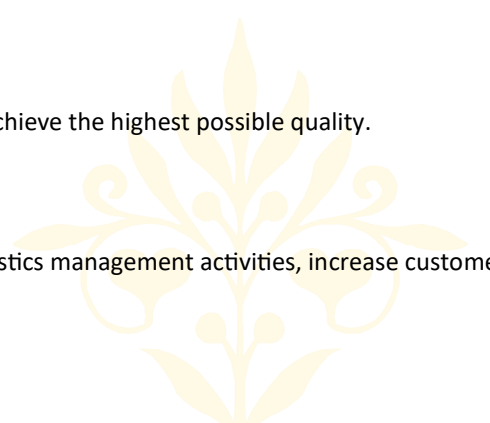 chieve the highest possible quality.
stics management activities, increase custome